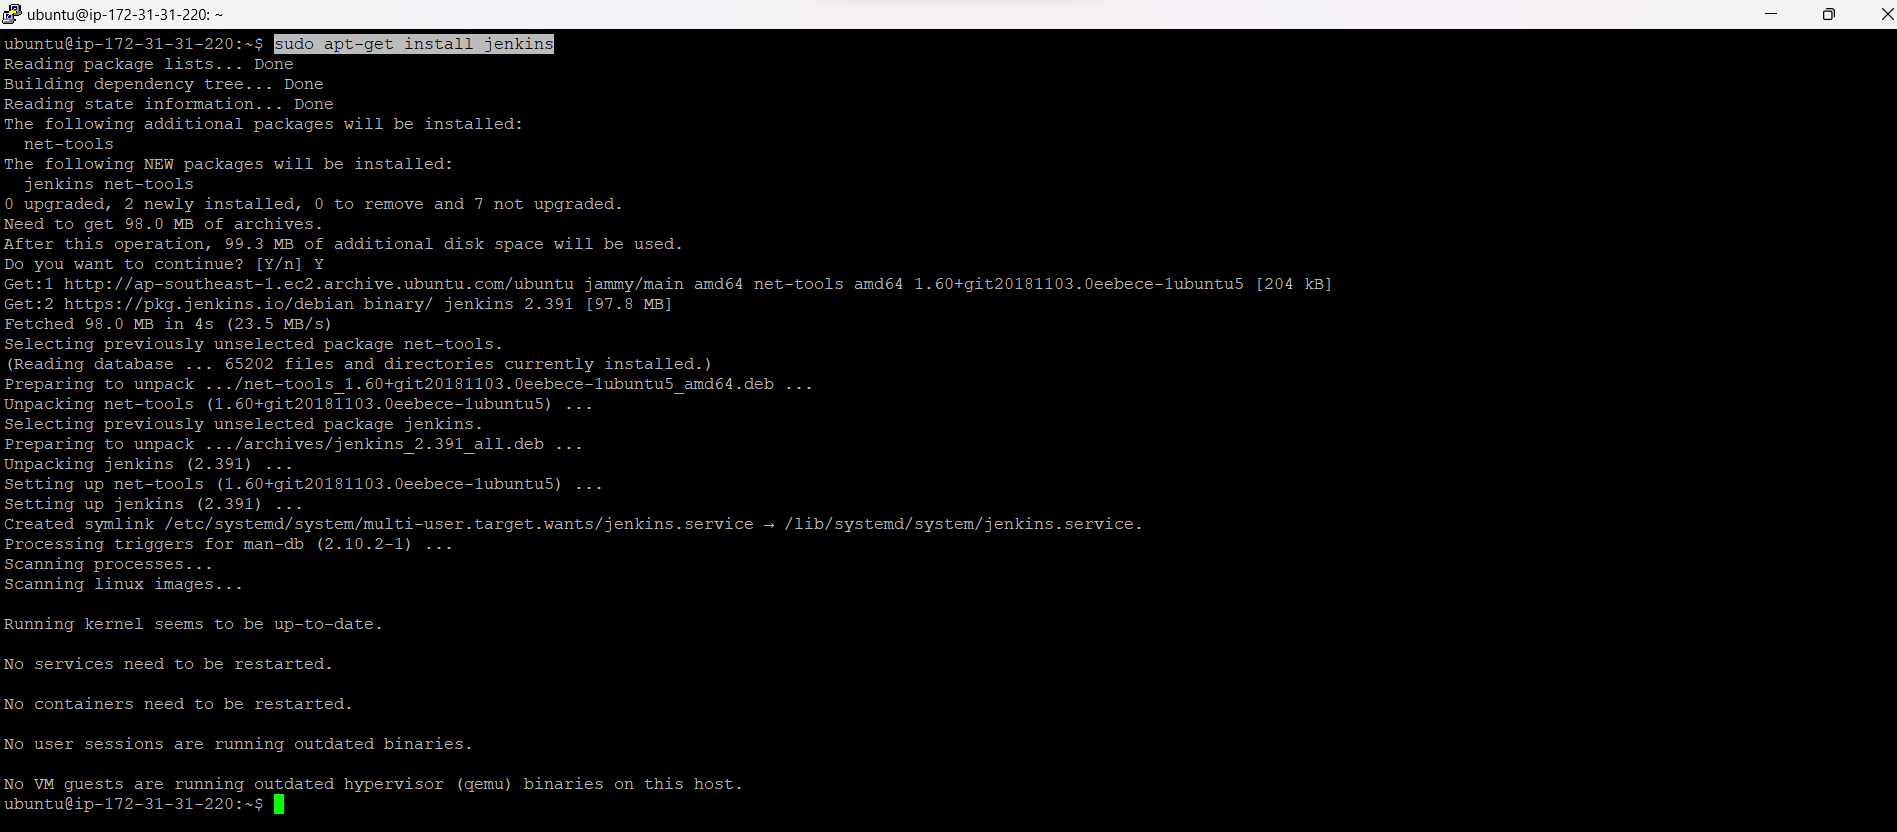 ubuntu@ip-172-31-31-220: ~
ubuntu@ip-172-31-31-220:~$ sudo apt-get install jenkins
Reading package lists... Done
Building dependency tree... Done
Reading state information... Done
The following additional packages will be installed:
  net-tools
The following NEW packages will be installed:
  jenkins net-tools
0 upgraded, 2 newly installed, 0 to remove and 7 not upgraded.
Need to get 98.0 MB of archives.
After this operation, 99.3 MB of additional disk space will be used.
Do you want to continue? [Y/n] Y
Get:1 http://ap-southeast-1.ec2.archive.ubuntu.com/ubuntu jammy/main amd64 net-tools amd64 1.60+git20181103.0eebece-1ubuntu5 [204 kB]
Get:2 https://pkg.jenkins.io/debian binary/ jenkins 2.391 [97.8 MB]
Fetched 98.0 MB in 4s (23.5 MB/s)
Selecting previously unselected package net-tools.
(Reading database ... 65202 files and directories currently installed.)
Preparing to unpack .../net-tools_1.60+git20181103.0eebece-1ubuntu5_amd64.deb ...
Unpacking net-tools (1.60+git20181103.0eebece-1ubuntu5) ...
Selecting previously unselected package jenkins.
Preparing to unpack .../archives/jenkins_2.391_all.deb ...
Unpacking jenkins (2.391) ...
Setting up net-tools (1.60+git20181103.0eebece-1ubuntu5) ...
Setting up jenkins (2.391) ...
Created symlink /etc/systemd/system/multi-user.target.wants/jenkins.service → /lib/systemd/system/jenkins.service.
Processing triggers for man-db (2.10.2-1) ...
Scanning processes...
Scanning linux images...
Running kernel seems to be up-to-date.
No services need to be restarted.
No containers need to be restarted.
No user sessions are running outdated binaries.
No VM guests are running outdated hypervisor (qemu) binaries on this host.
ubuntu@ip-172-31-31-220:~$